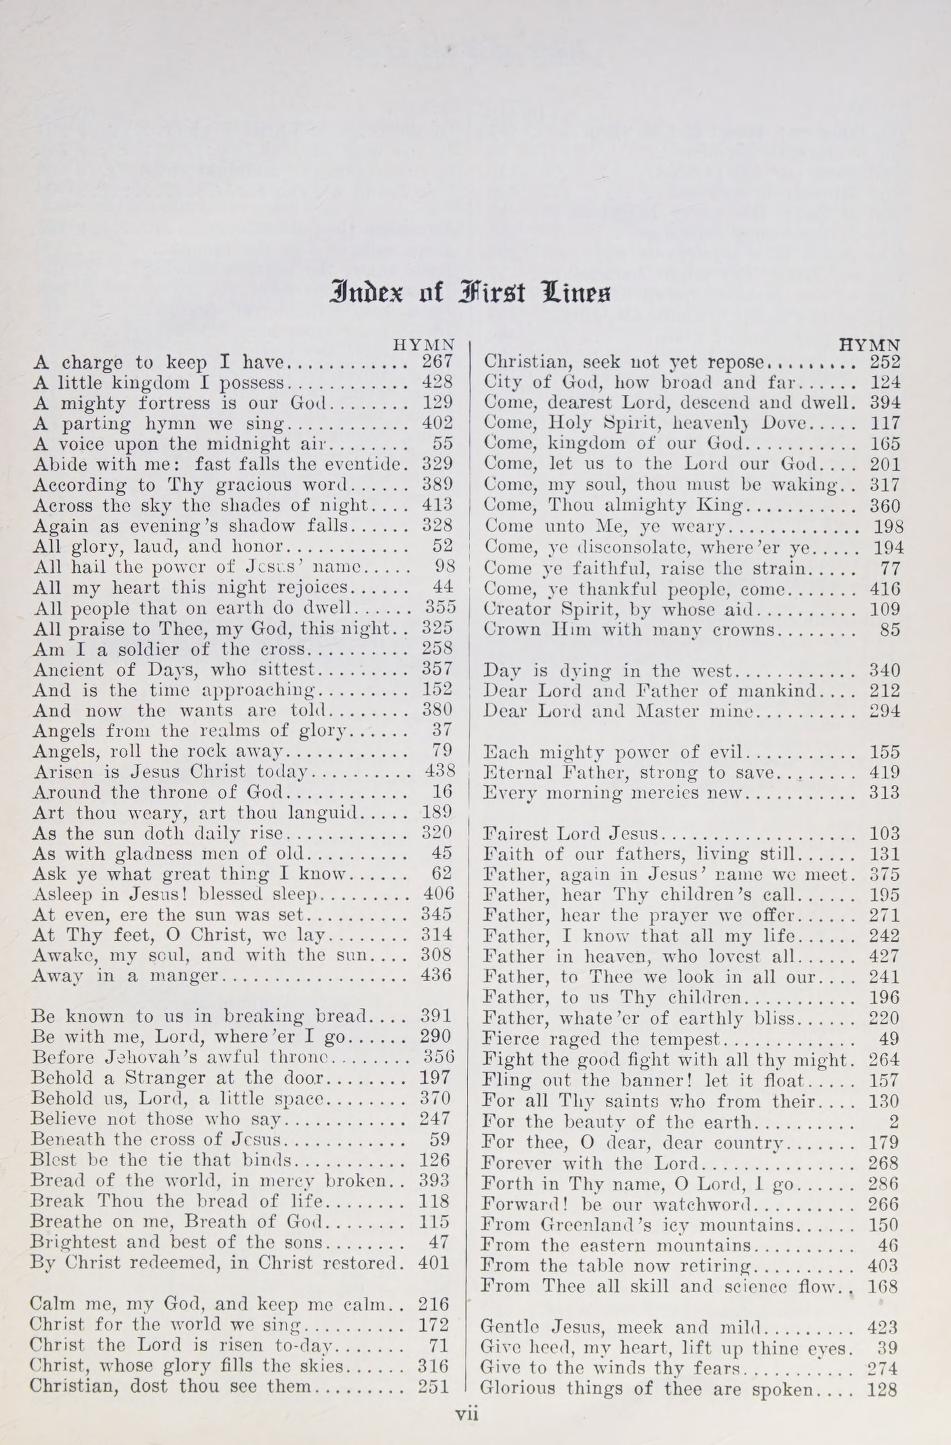 Index of First Lines
HYMN
A charge to keep I have............ 267
A little kingdom I possess............ 428
A mighty fortress is our God........ 129
A parting hymn we sing............ 402
A voice upon the midnight air........ 55
Abide with me: fast falls the eventide. 329
According to Thy gracious word...... 389
Across the sky the shades of night.... 413
Again as evening's shadow falls...... 328
All glory, laud, and honor............ 52
All hail the power of Jesus' name..... 98
All my heart this night rejoices...... 44
All people that on earth do dwell...... 355
All praise to Thee, my God, this night.. 325
Am I a soldier of the cross.......... 258
Ancient of Days, who sittest......... 357
And is the time approaching......... 152
And now the wants are told........ 380
Angels from the realms of glory...... 37
Angels, roll the rock away............ 79
Arisen is Jesus Christ today.......... 438
Around the throne of God............ 16
Art thou weary, art thou languid..... 189
As the sun doth daily rise............ 320
As with gladness men of old.......... 45
Ask ye what great thing I know...... 62
Asleep in Jesus! blessed sleep......... 406
At even, ere the sun was set.......... 345
At Thy feet, O Christ, we lay........ 314
Awake, my soul, and with the sun.... 308
Away in a manger.................. 436
Be known to us in breaking bread.... 391
Be with me, Lord, where'er I go...... 290
Before Jehovah's awful throne........ 356
Behold a Stranger at the door........ 197
Behold us, Lord, a little space........ 370
Believe not those who say............ 247
Beneath the cross of Jesus............ 59
Blest be the tie that binds........... 126
Bread of the world, in mercy broken.. 393
Break Thou the bread of life........ 118
Breathe on me, Breath of God........ 115
Brightest and best of the sons........ 47
By Christ redeemed, in Christ restored. 401
Calm me, my God, and keep me calm.. 216
Christ for the world we sing.......... 172
Christ the Lord is risen to-day....... 71
Christ, whose glory fills the skies...... 316
Christian, dost thou see them......... 251
HYMN
Christian, seek not yet repose......... 252
City of God, how broad and far...... 124
Come, dearest Lord, descend and dwell. 394
Come, Holy Spirit, heavenly Dove..... 117
Come, kingdom of our God........... 165
Come, let us to the Lord our God.... 201
Come, my soul, thou must be waking.. 317
Come, Thou almighty King........... 360
Come unto Me, ye weary............. 198
Come, ye disconsolate, where'er ye..... 194
Come ye faithful, raise the strain..... 77
Come, ye thankful people, come....... 416
Creator Spirit, by whose aid.......... 109
Crown Him with many crowns........ 85
Day is dying in the west............ 340
Dear Lord and Father of mankind.... 212
Dear Lord and Master mine.......... 294
Each mighty power of evil........... 155
Eternal Father, strong to save........ 419
Every morning mercies new........... 313
Fairest Lord Jesus................... 103
Faith of our fathers, living still...... 131
Father, again in Jesus' name we meet. 375
Father, hear Thy children's call...... 195
Father, hear the prayer we offer...... 271
Father, I know that all my life...... 242
Father in heaven, who lovest all...... 427
Father, to Thee we look in all our.... 241
Father, to us Thy children........... 196
Father, whate'er of earthly bliss...... 220
Fierce raged the tempest............. 49
Fight the good fight with all thy might. 264
Fling out the banner! let it float..... 157
For all Thy saints who from their.... 130
For the beauty of the earth.......... 2
For thee, O dear, dear country....... 179
Forever with the Lord............... 268
Forth in Thy name, O Lord, I go...... 286
Forward! be our watchword.......... 266
From Greenland's icy mountains...... 150
From the eastern mountains.......... 46
From the table now retiring.......... 403
From Thee all skill and science flow.. 168
Gentle Jesus, meek and mild......... 423
Give heed, my heart, lift up thine eyes. 39
Give to the winds thy fears........... 274
Glorious things of thee are spoken.... 128
vii